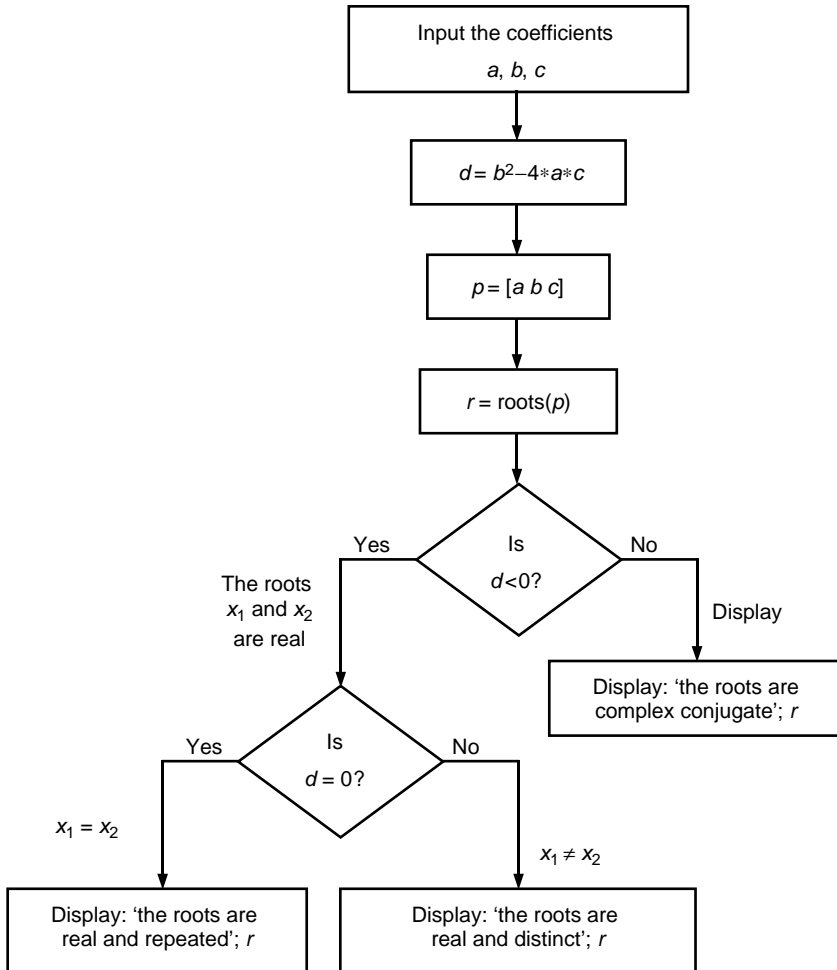 Input the coefficients
a, b, c
d = b²−4*a*c
p = [a b c]
r = roots(p)
Is
d<0?
Yes
No
The roots
x₁ and x₂
are real
Display
Display: ‘the roots are
complex conjugate’; r
Is
d = 0?
Yes
No
x₁ = x₂
x₁ ≠ x₂
Display: ‘the roots are
real and repeated’; r
Display: ‘the roots are
real and distinct’; r